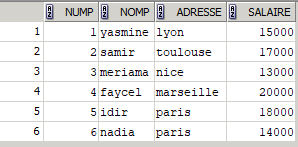 NUMP NOMP ADRESSE SALAIRE
1 1 yasmine lyon 15000
2 2 samir toulouse 17000
3 3 meriama nice 13000
4 4 faycel marseille 20000
5 5 idir paris 18000
6 6 nadia paris 14000